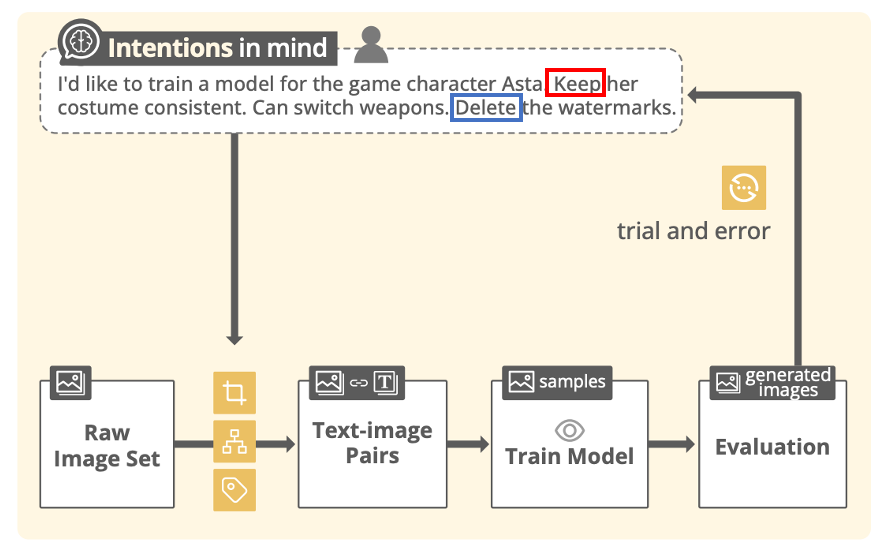 Intentions in mind
I'd like to train a model for the game character Asta. Keep her
costume consistent. Can switch weapons. Delete the watermarks.
trial and error
Raw
Image Set
T
Text-image
Pairs
samples
Train Model
generated
images
Evaluation